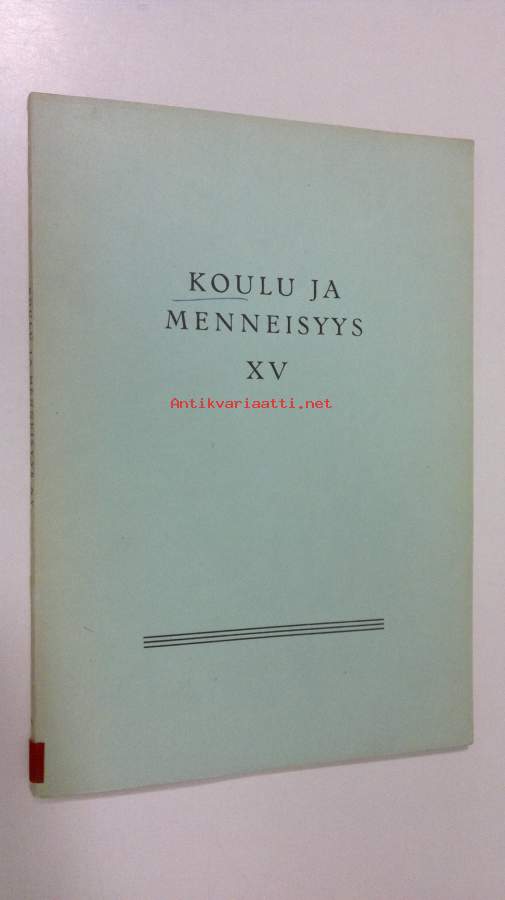 KOULU JA
MENNEISYYS
XV
Antikvariaatti.net